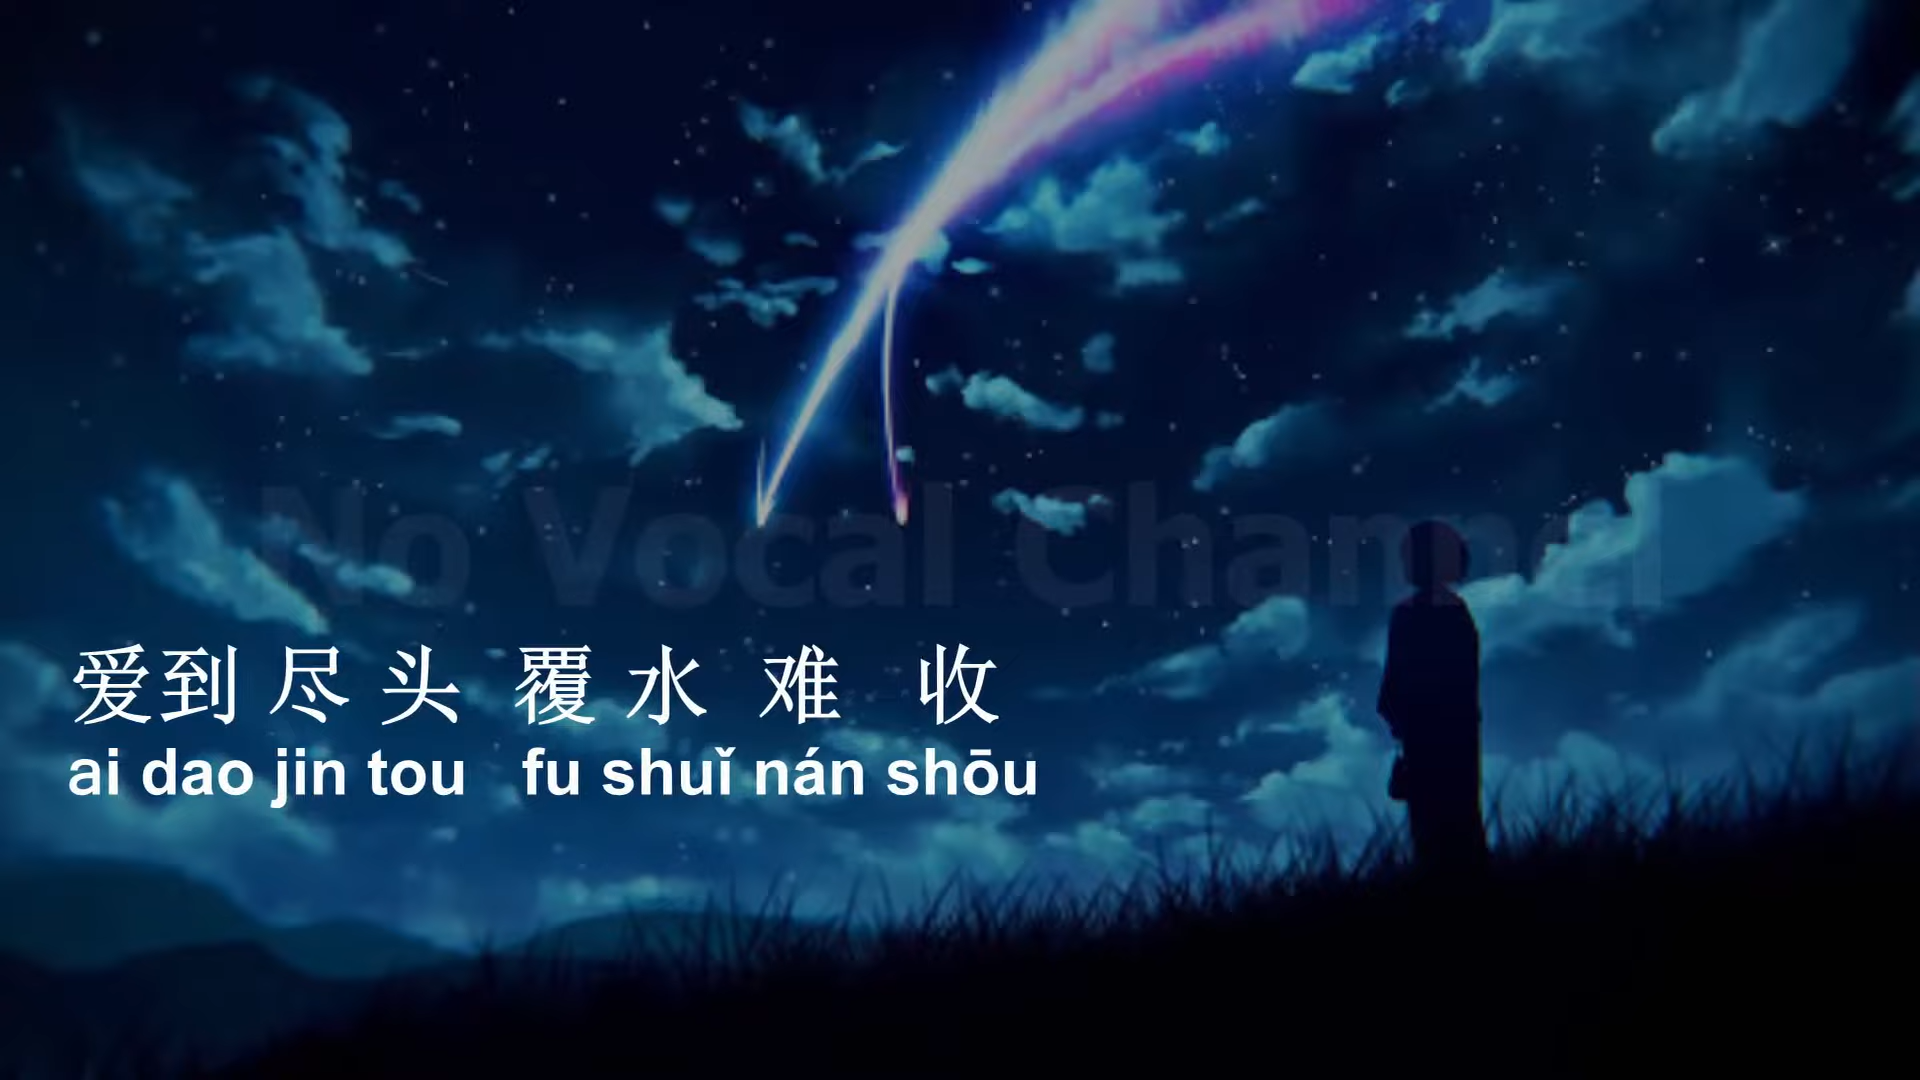 No Vocal Channel
爱到 尽 头 覆 水 难 收
ai dao jin tou fu shuǐ nán shōu